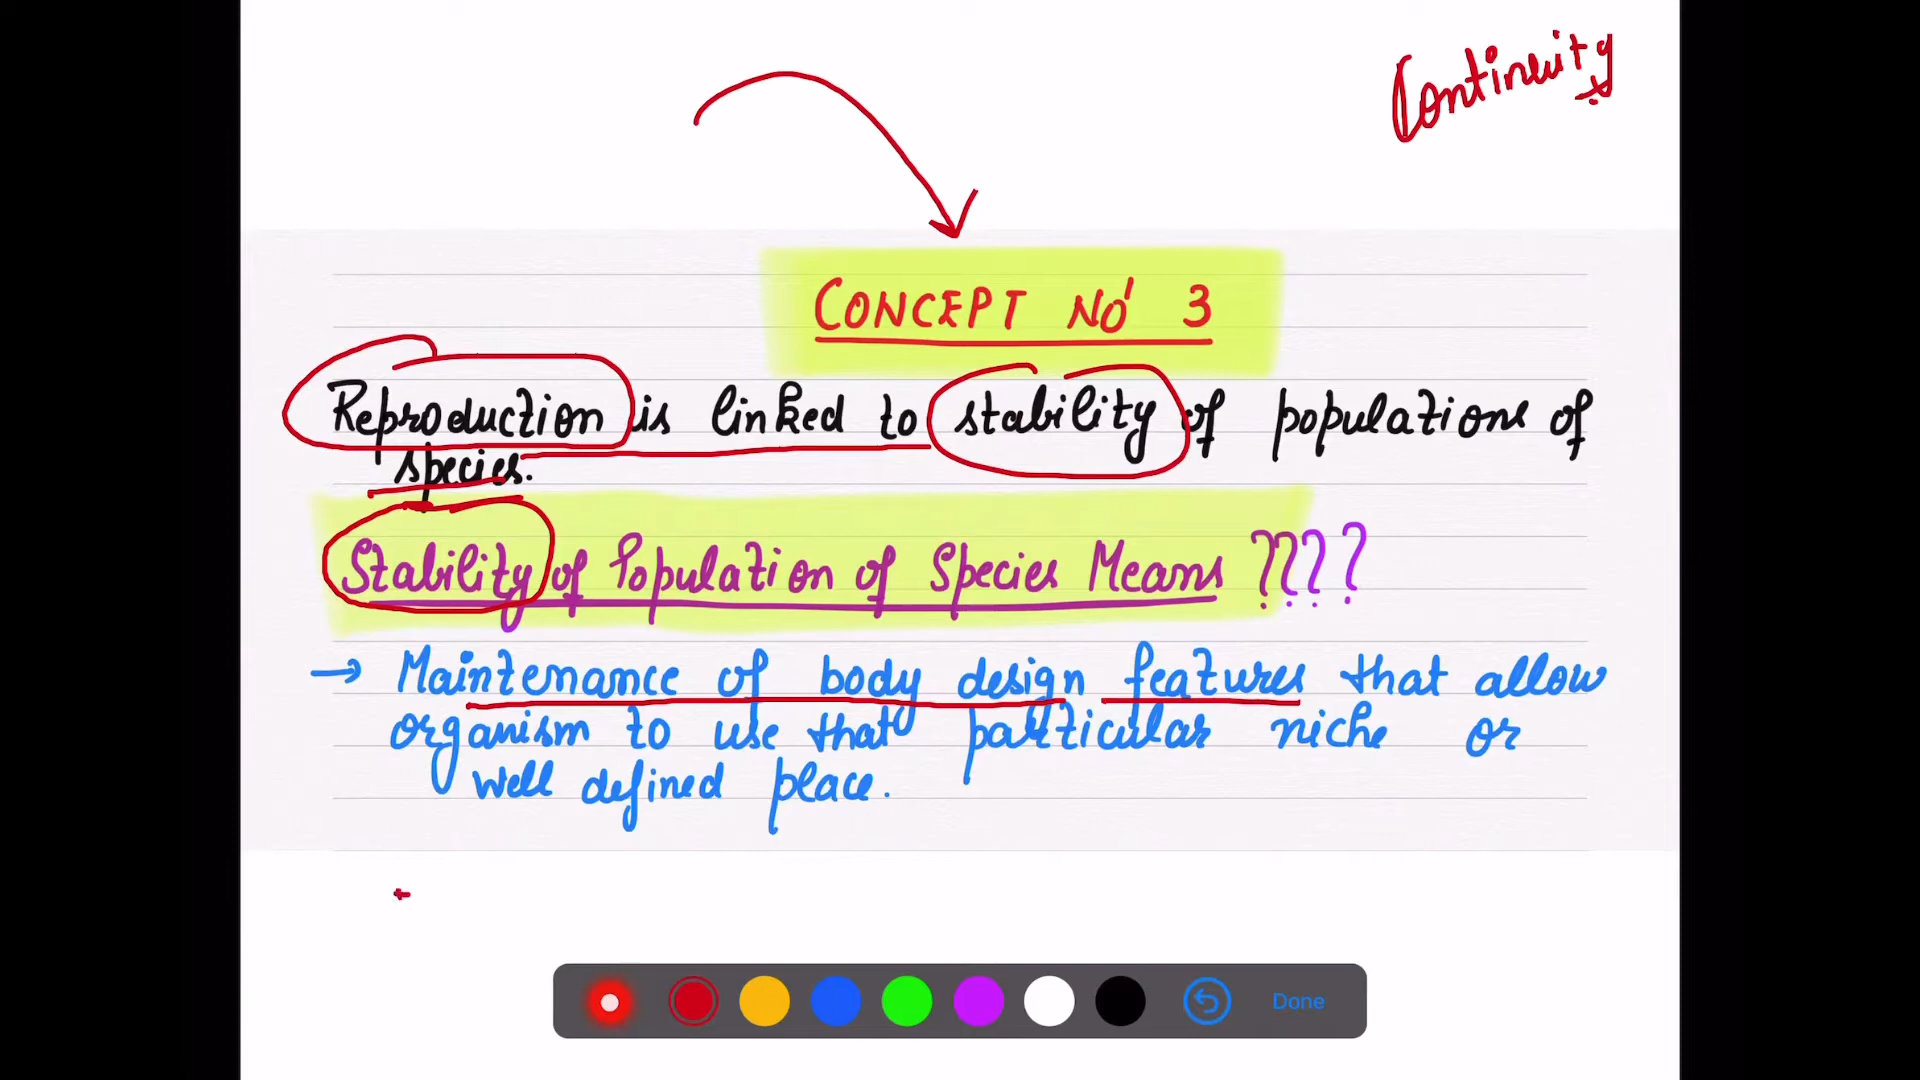 Continuity
CONCEPT NO' 3
Reproduction is linked to stability of populations of
species.
Stability of Population of Species Means ????
→ Maintenance of body design features that allow
organism to use that particular niche or
well defined place.
Done